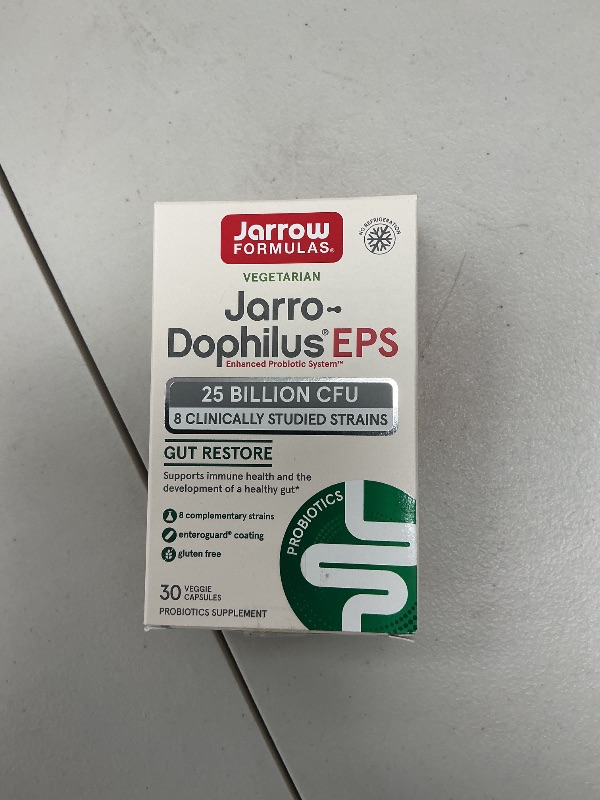 Jarrow
FORMULAS®
NO REFRIGERATION
VEGETARIAN
Jarro-
Dophilus® EPS
Enhanced Probiotic System™
25 BILLION CFU
8 CLINICALLY STUDIED STRAINS
GUT RESTORE
Supports immune health and the
development of a healthy gut*
PROBIOTICS
8 complementary strains
enteroguard® coating
gluten free
30 VEGGIE
CAPSULES
PROBIOTICS SUPPLEMENT